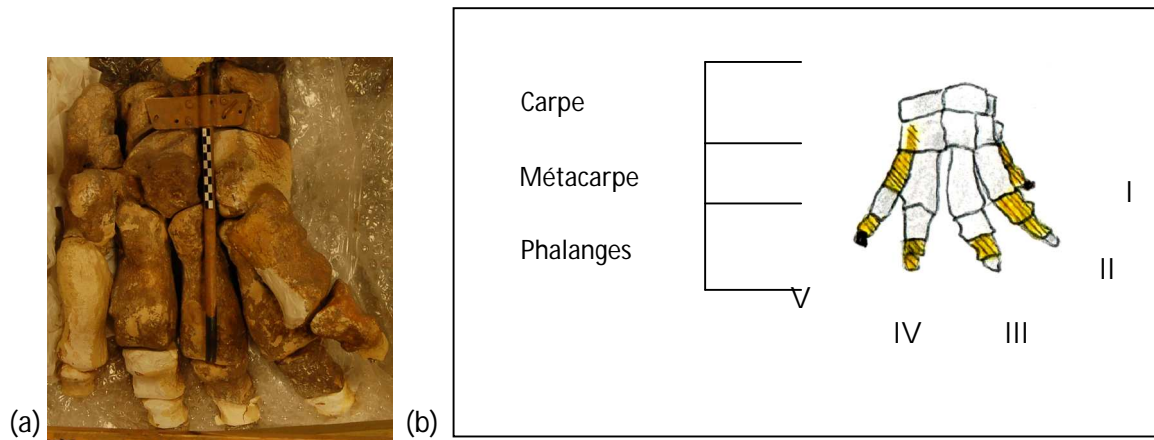 Carpe
Métacarpe
Phalanges
I
II
V
IV
III
(a)
(b)